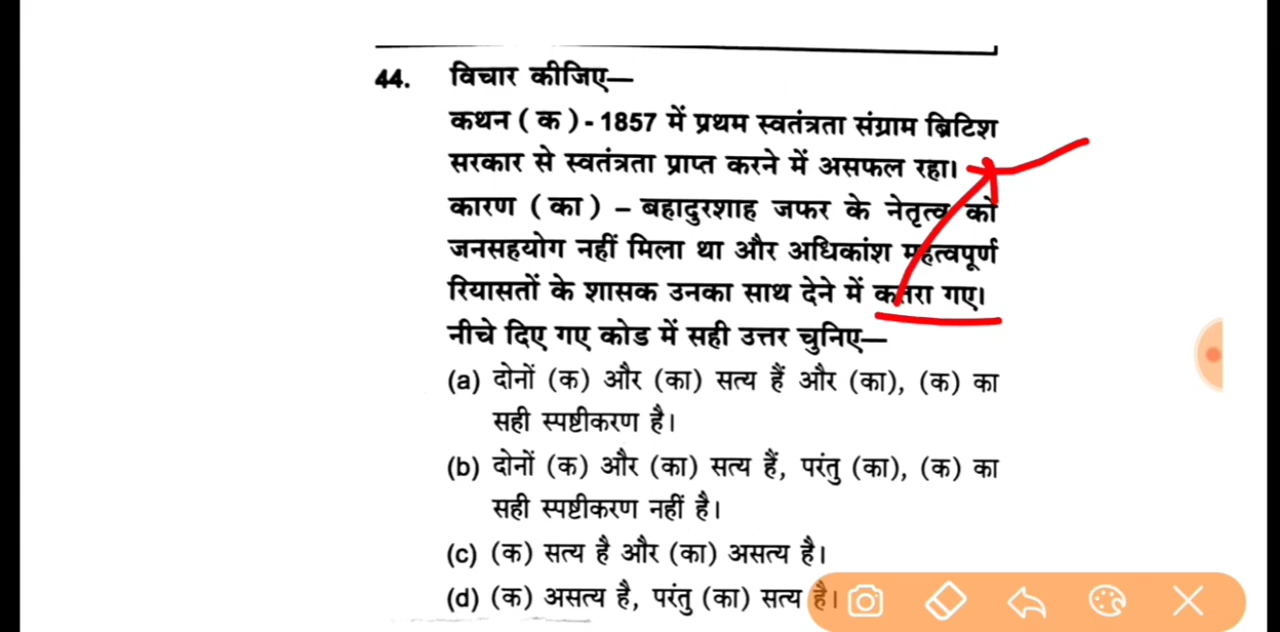 44. विचार कीजिए—
कथन ( क ) - 1857 में प्रथम स्वतंत्रता संग्राम ब्रिटिश
सरकार से स्वतंत्रता प्राप्त करने में असफल रहा।
कारण ( का ) – बहादुरशाह जफर के नेतृत्व को
जनसहयोग नहीं मिला था और अधिकांश महत्वपूर्ण
रियासतों के शासक उनका साथ देने में कतरा गए।
नीचे दिए गए कोड में सही उत्तर चुनिए—
(a) दोनों (क) और (का) सत्य हैं और (का), (क) का
सही स्पष्टीकरण है।
(b) दोनों (क) और (का) सत्य हैं, परंतु (का), (क) का
सही स्पष्टीकरण नहीं है।
(c) (क) सत्य है और (का) असत्य है।
(d) (क) असत्य है, परंतु (का) सत्य है।